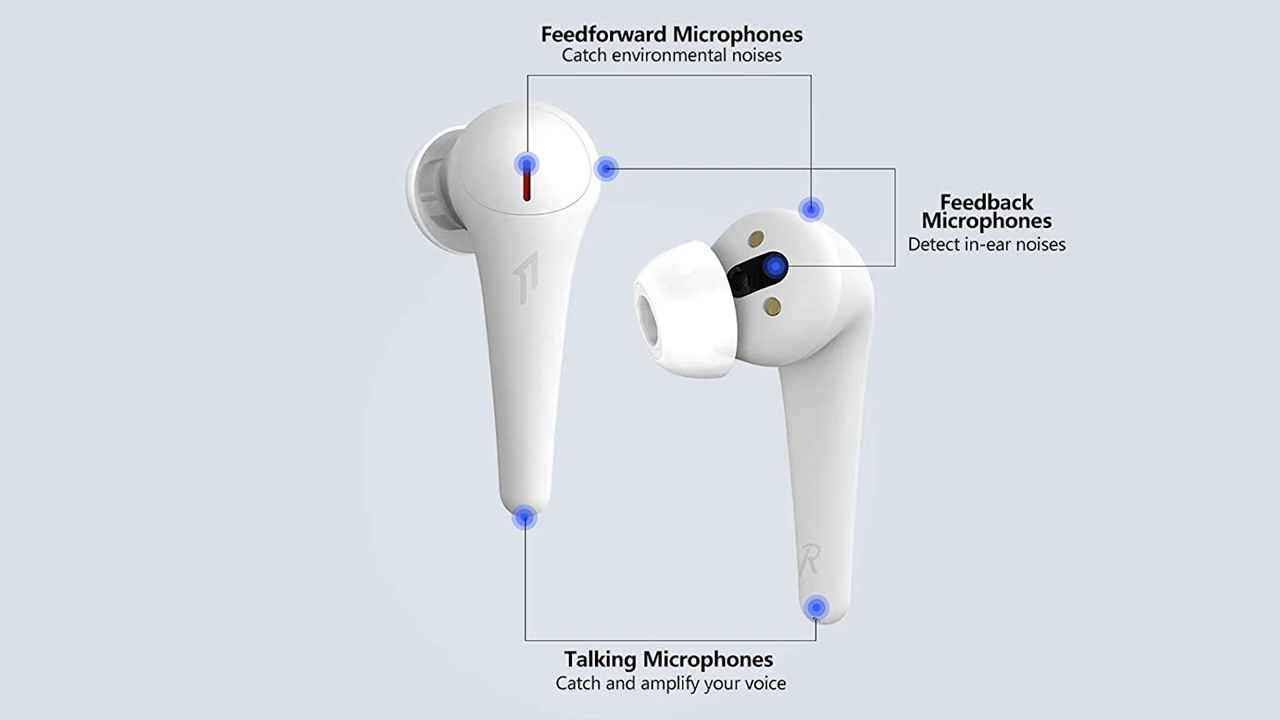 Feedforward Microphones
Catch environmental noises
Feedback
Microphones
Detect in-ear noises
R
Talking Microphones
Catch and amplify your voice